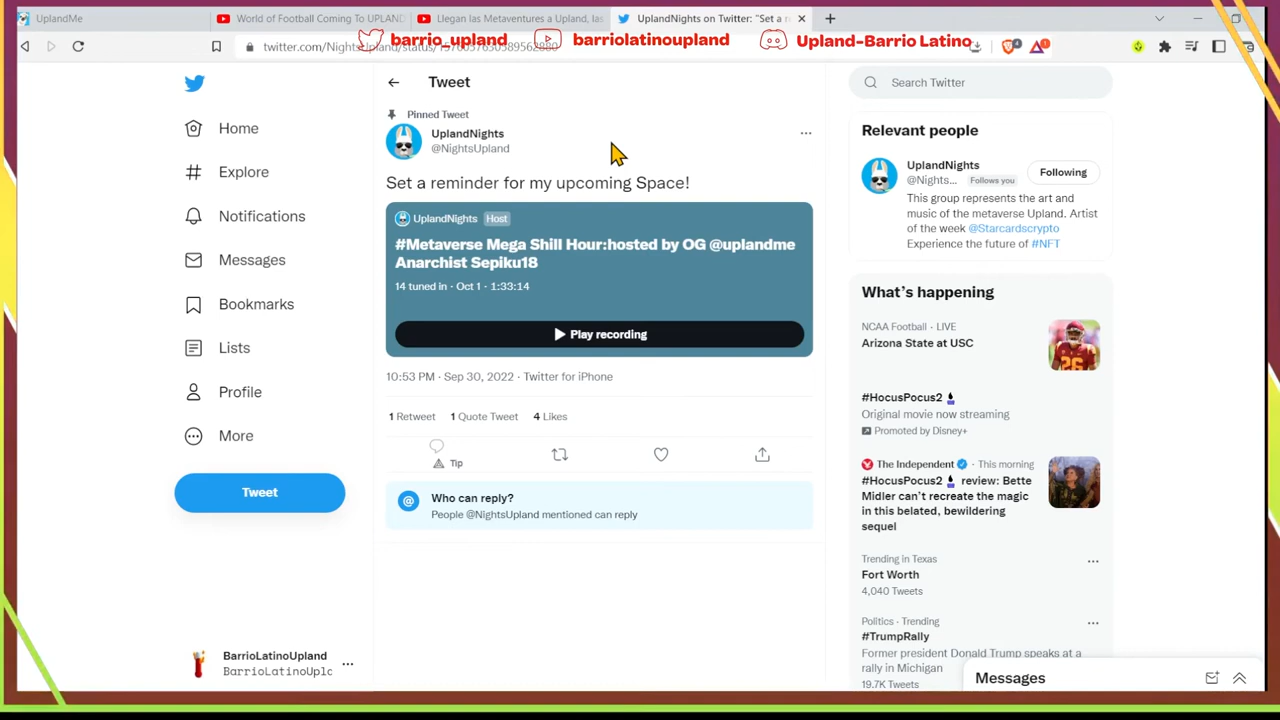 UplandMe
World of Football Coming To UPLAND
Llegan las Metaventures a Upland, las
UplandNights on Twitter: "Set a r
barrio_upland
barriolatinoupland
Upland-Barrio Latino
Tweet
Search Twitter
Pinned Tweet
UplandNights
@NightsUpland
Set a reminder for my upcoming Space!
UplandNights Host
#Metaverse Mega Shill Hour:hosted by OG @uplandme
Anarchist Sepiku18
14 tuned in · Oct 1 · 1:33:14
Play recording
10:53 PM · Sep 30, 2022 · Twitter for iPhone
1 Retweet 1 Quote Tweet 4 Likes
Tip
Who can reply?
People @NightsUpland mentioned can reply
Home
Explore
Notifications
Messages
Bookmarks
Lists
Profile
More
Tweet
BarrioLatinoUpland
BarrioLatinoUplc
Relevant people
UplandNights
@Nights... Follows you
Following
This group represents the art and
music of the metaverse Upland. Artist
of the week @Starcardscrypto
Experience the future of #NFT
What's happening
NCAA Football · LIVE
Arizona State at USC
#HocusPocus2
Original movie now streaming
Promoted by Disney+
The Independent · This morning
#HocusPocus2 review: Bette
Midler can't recreate the magic
in this belated, bewildering
sequel
Trending in Texas
Fort Worth
4,040 Tweets
Politics · Trending
#TrumpRally
Former president Donald Trump speaks at a
rally in Michigan
19.7K Tweets
Messages